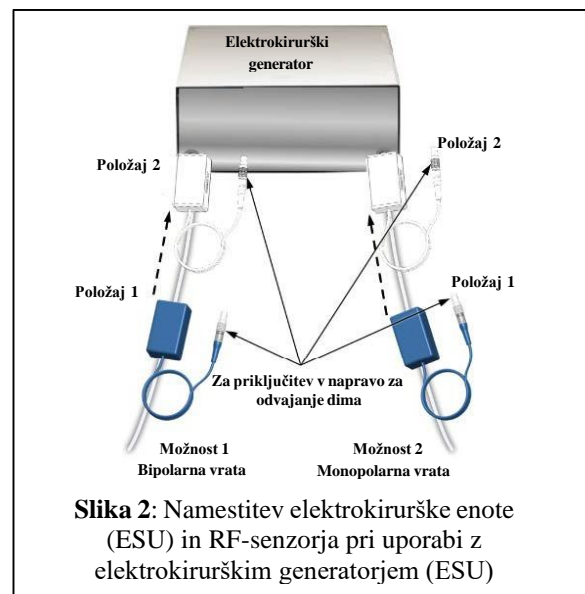 Elektrokirurški
generator
Položaj 2
Položaj 2
Položaj 1
Položaj 1
Za priključitev v napravo za
odvajanje dima
Možnost 1
Bipolarna vrata
Možnost 2
Monopolarna vrata
Slika 2: Namestitev elektrokirurške enote
(ESU) in RF-senzorja pri uporabi z
elektrokirurškim generatorjem (ESU)